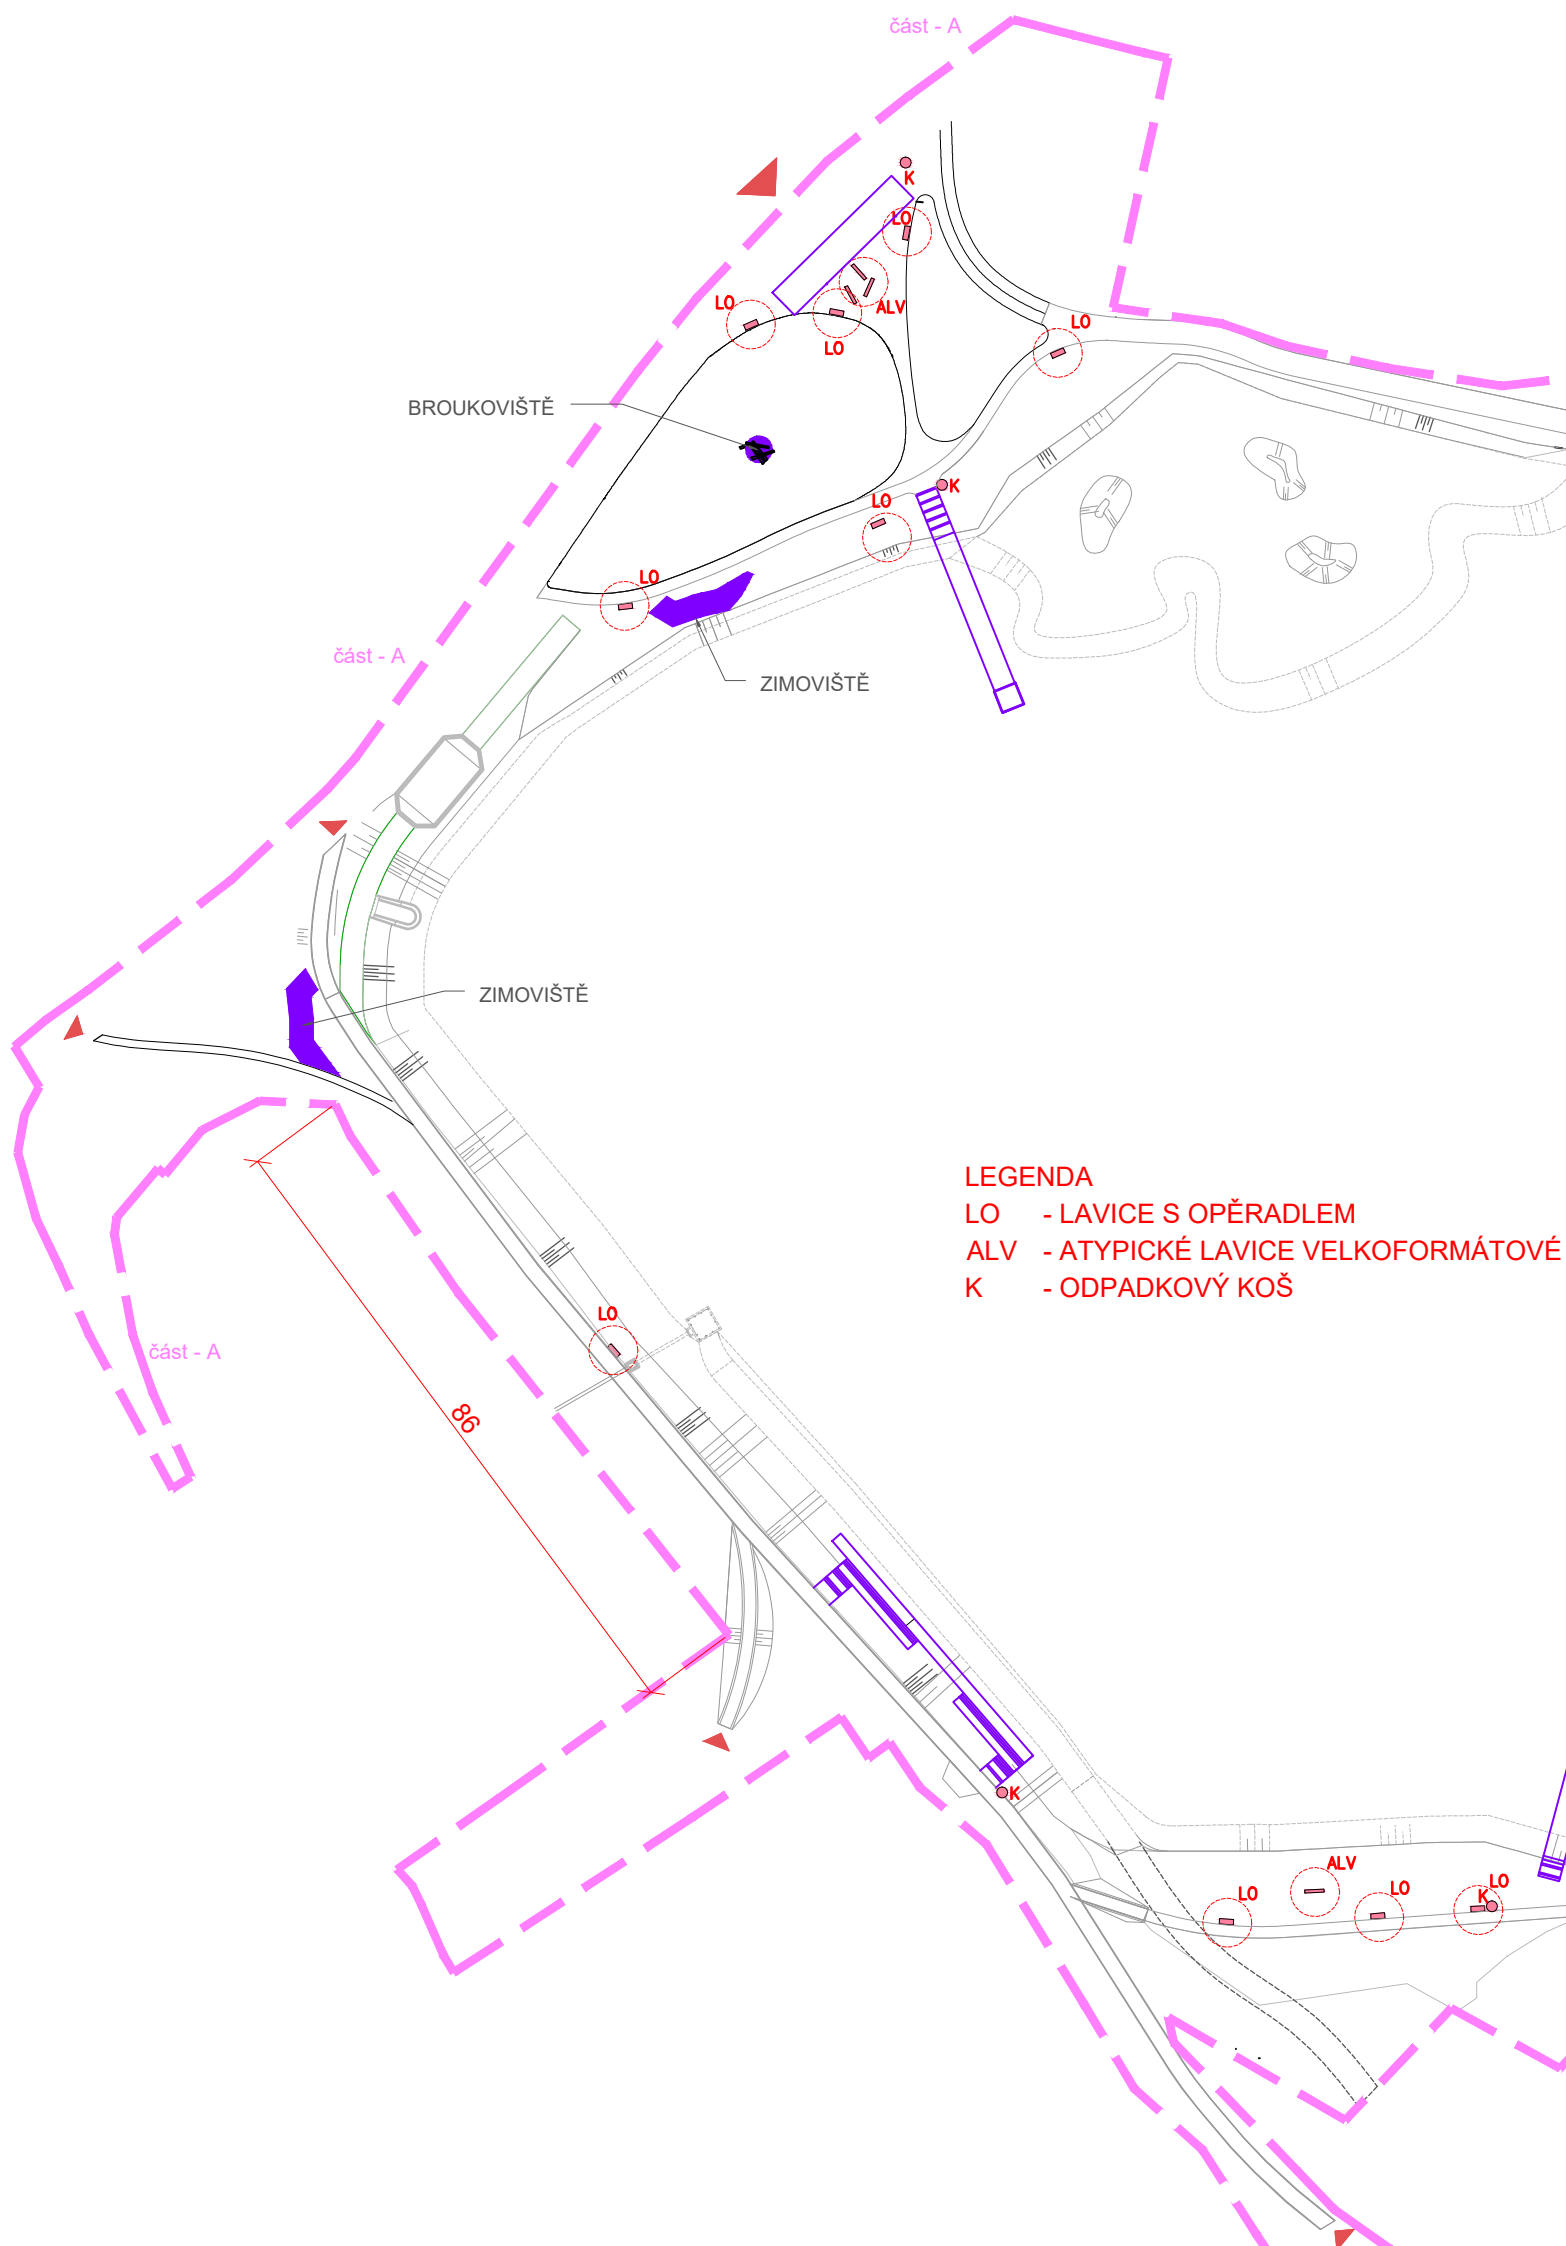 část - A
K
LO
LO
ALV
LO
LO
BROUKOVIŠTĚ
K
LO
LO
část - A
ZIMOVIŠTĚ
ZIMOVIŠTĚ
LEGENDA
LO - LAVICE S OPĚRADLEM
ALV - ATYPICKÉ LAVICE VELKOFORMÁTOVÉ
K - ODPADKOVÝ KOŠ
LO
část - A
86
K
ALV
LO
LO
LO
K